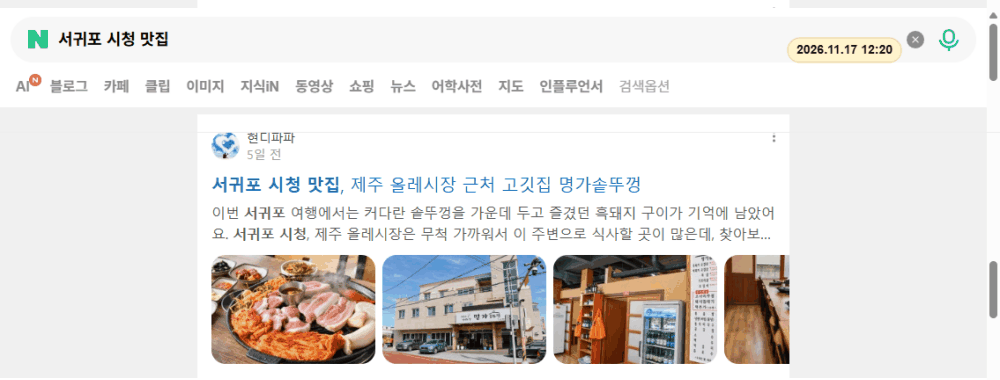 N 서귀포 시청 맛집
2026.11.17 12:20
AI N 블로그 카페 클립 이미지 지식iN 동영상 쇼핑 뉴스 어학사전 지도 인플루언서 검색옵션
현디파파
5일 전
서귀포 시청 맛집, 제주 올레시장 근처 고깃집 명가솥뚜껑
이번 서귀포 여행에서는 커다란 솥뚜껑을 가운데 두고 즐겼던 흑돼지 구이가 기억에 남았어
요. 서귀포 시청, 제주 올레시장은 무척 가까워서 이 주변으로 식사할 곳이 많은데, 찾아보...